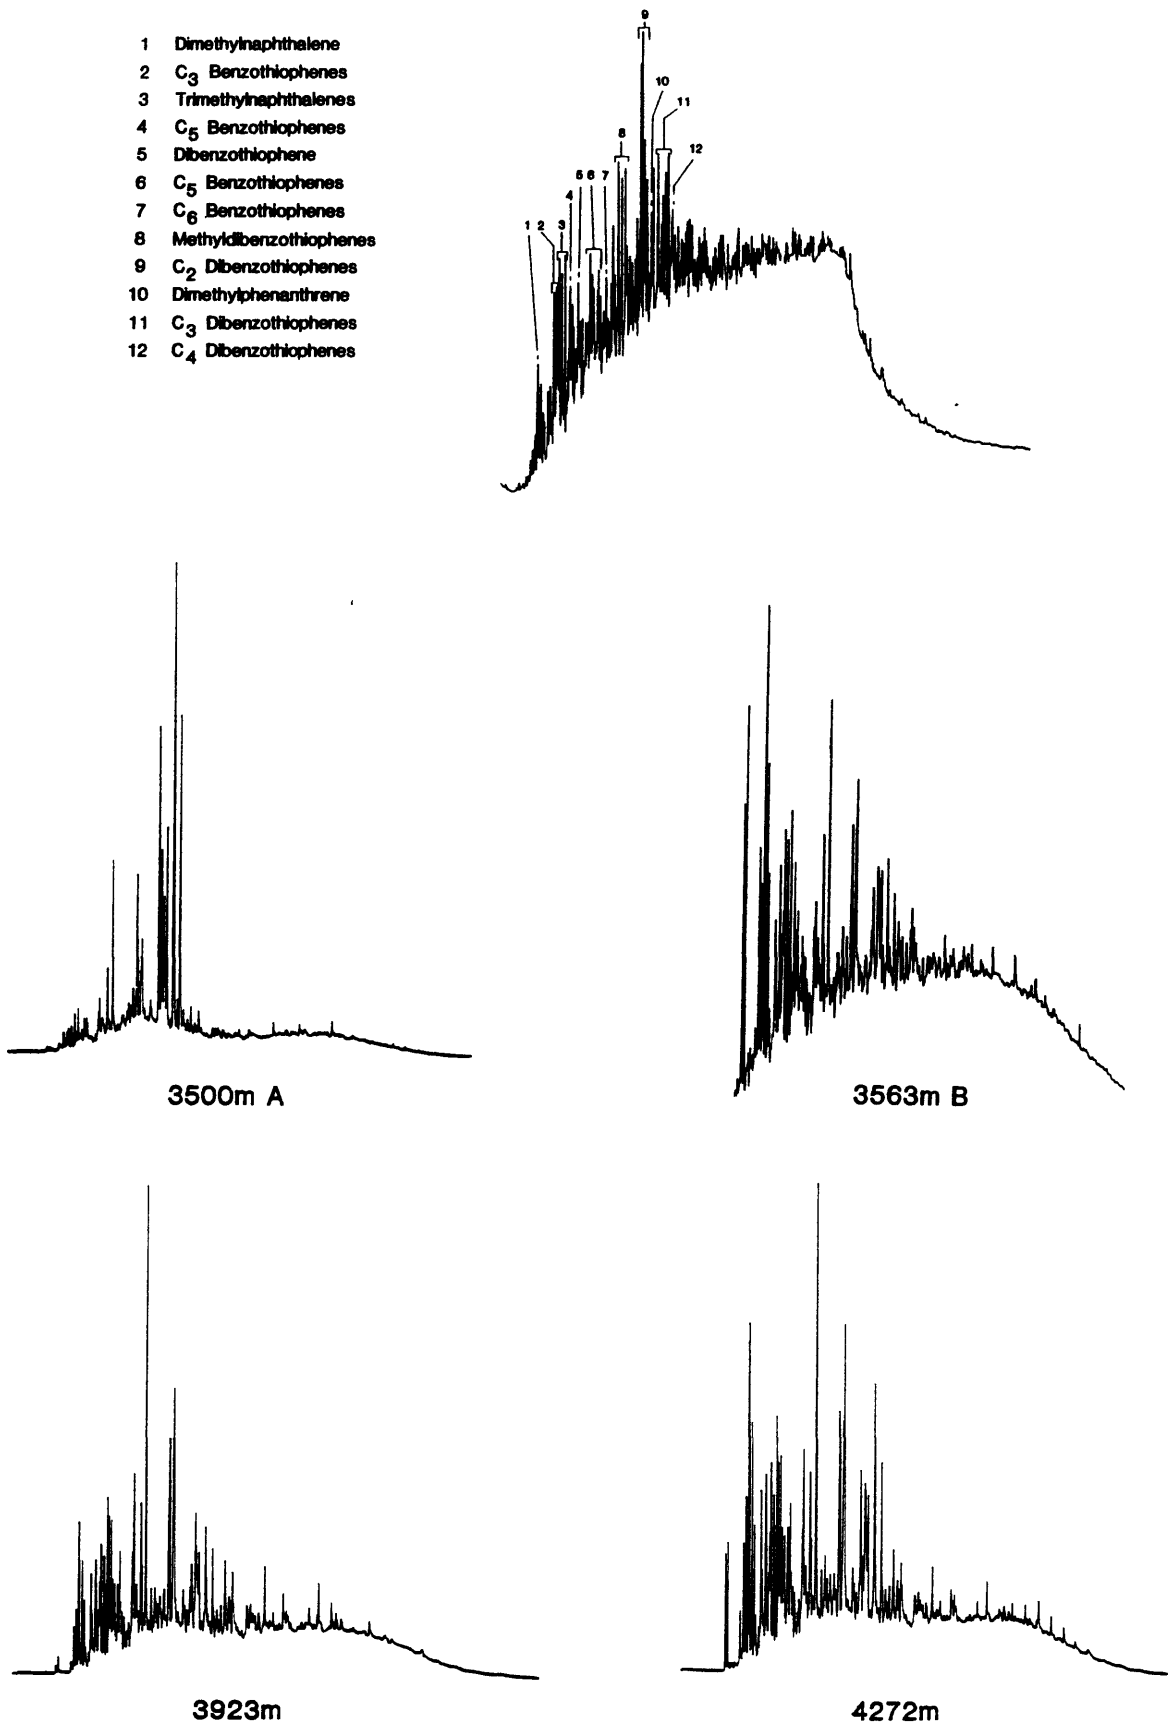 1 Dimethylnaphthalene
2 C3 Benzothiophenes
3 Trimethylnaphthalenes
4 C5 Benzothiophenes
5 Dibenzothiophene
6 C5 Benzothiophenes
7 C6 Benzothiophenes
8 Methyldibenzothiophenes
9 C2 Dibenzothiophenes
10 Dimethylphenanthrene
11 C3 Dibenzothiophenes
12 C4 Dibenzothiophenes
9
10
11
8
12
5 6 7
4
1 2 3
3500m A
3563m B
3923m
4272m